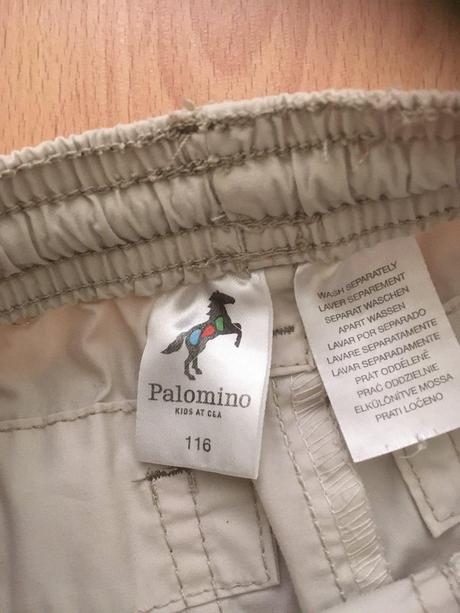 Palomino
KIDS AT C&A
116
WASH SEPARATELY
LAVER SEPAREMENT
SEPARAT WASCHEN
APART WASSEN
LAVAR POR SEPARADO
LAVARE SEPARATAMENTE
LAVAR SEPARADAMENTE
PRÁT ODDĚLENĚ
PRAĆ ODDZIELNIE
ELKÜLÖNÍTVE MOSSA
PRATI LOČENO